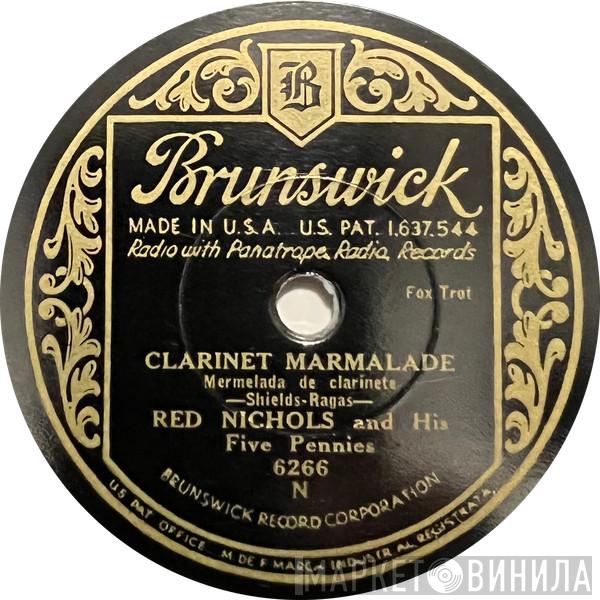 B
Brunswick
MADE IN U.S.A. U.S. PAT. 1,637,544
Radio with Panatrope, Radio, Records
Fox Trot
CLARINET MARMALADE
Mermelada de clarinete
—Shields-Ragas—
RED NICHOLS and His
Five Pennies
6266
N
BRUNSWICK RECORD CORPORATION
U.S. PAT. OFFICE M. DE F. MARCA INDUSTRIAL REGISTRATA.
МАРКЕТ ВИНИЛА